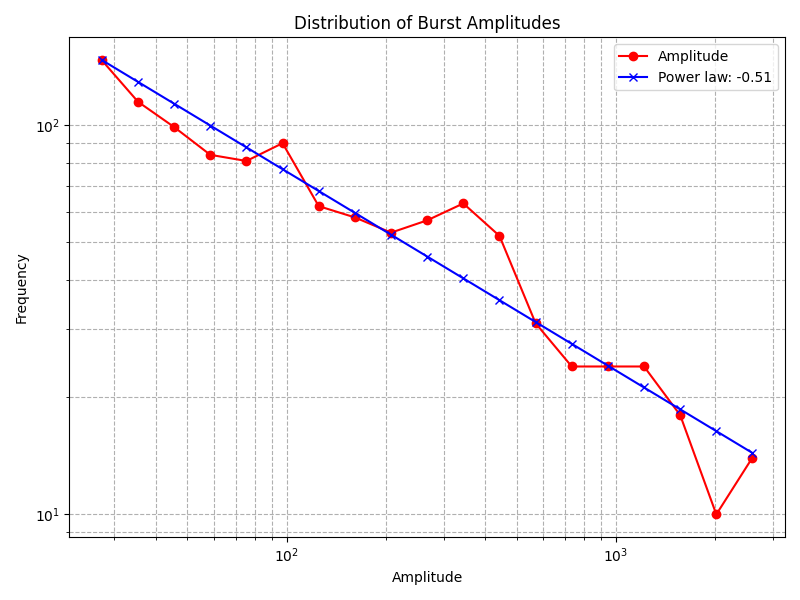 Distribution of Burst Amplitudes
Amplitude
Power law: -0.51
Frequency
10²
10¹
10²
10³
Amplitude